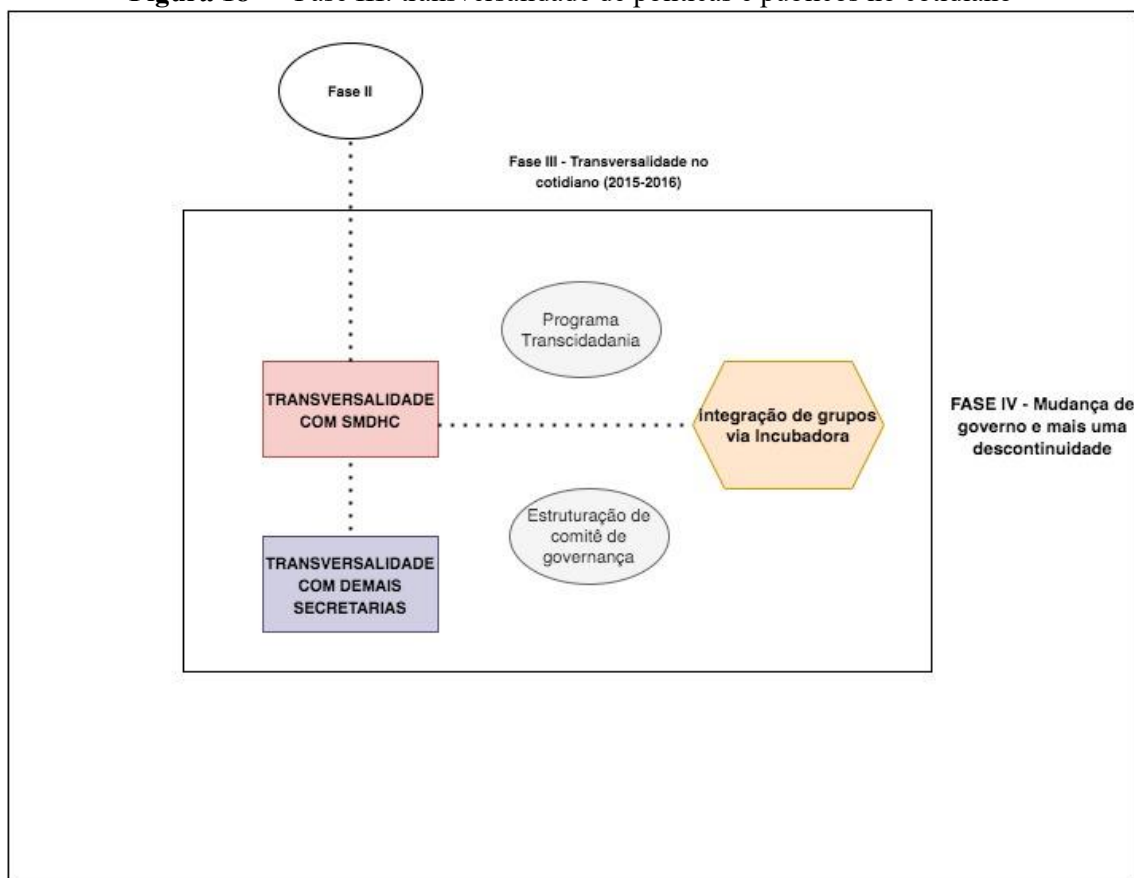 Fase II
Fase III - Transversalidade no
cotidiano (2015-2016)
Programa
Transcidadania
TRANSVERSALIDADE
COM SMDHC
Integração de grupos
via Incubadora
FASE IV - Mudança de
governo e mais uma
descontinuidade
Estruturação de
comitê de
governança
TRANSVERSALIDADE
COM DEMAIS
SECRETARIAS